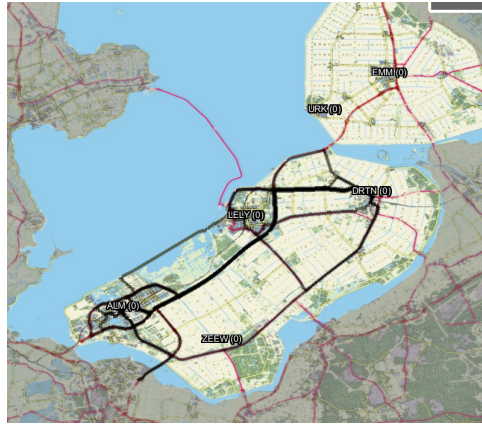 EMM (0)
URK (0)
DRTN (0)
LELY (0)
ALM (0)
ZEEW (0)